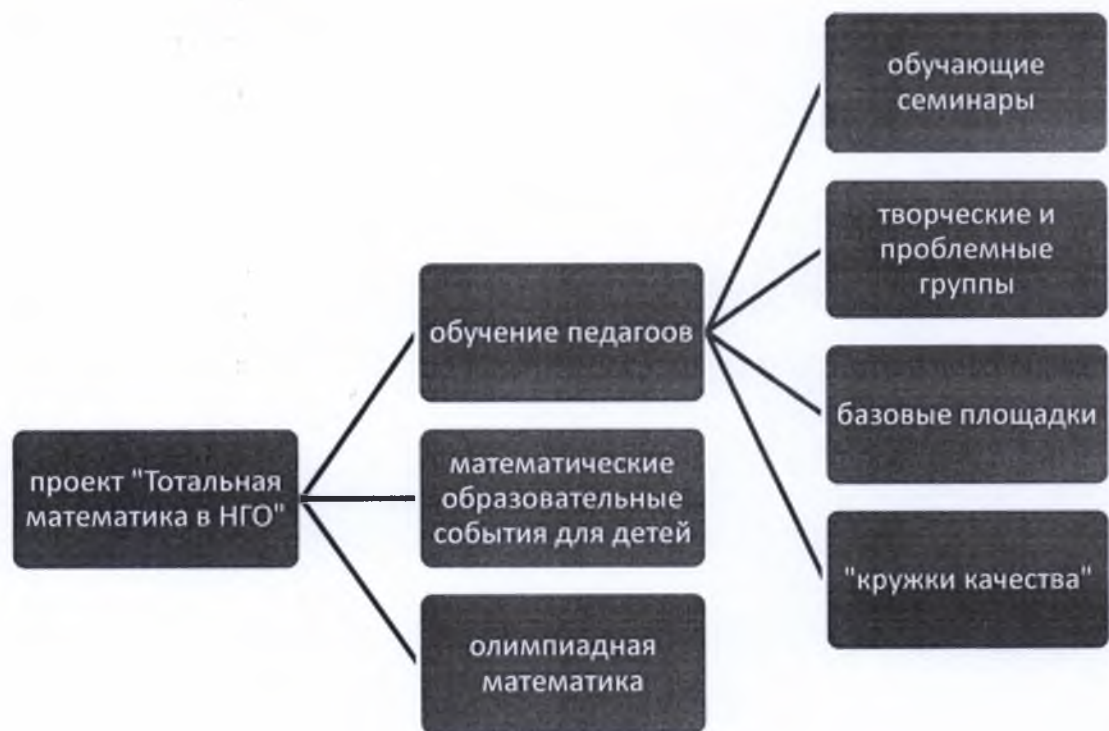 проект "Тотальная
математика в НГО"
обучение педагоов
математические
образовательные
события для детей
олимпиадная
математика
обучающие
семинары
творческие и
проблемные
группы
базовые площадки
"кружки качества"